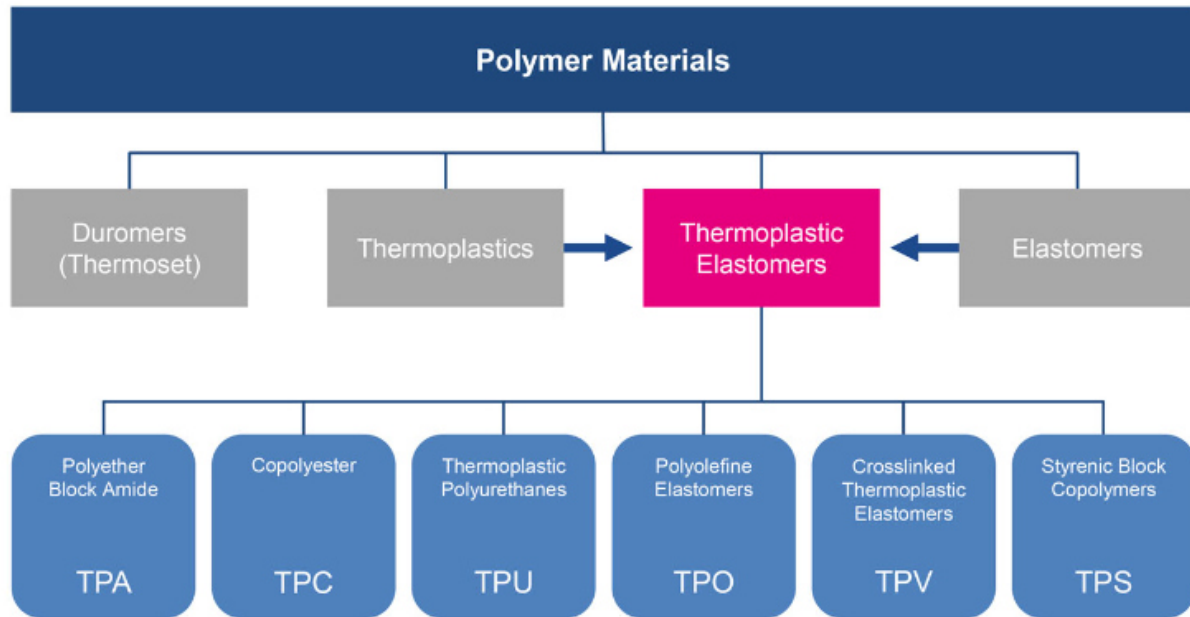 Polymer Materials
Duromers
(Thermoset)
Thermoplastics
Thermoplastic
Elastomers
Elastomers
Polyether
Block Amide
TPA
Copolyester
TPC
Thermoplastic
Polyurethanes
TPU
Polyolefine
Elastomers
TPO
Crosslinked
Thermoplastic
Elastomers
TPV
Styrenic Block
Copolymers
TPS